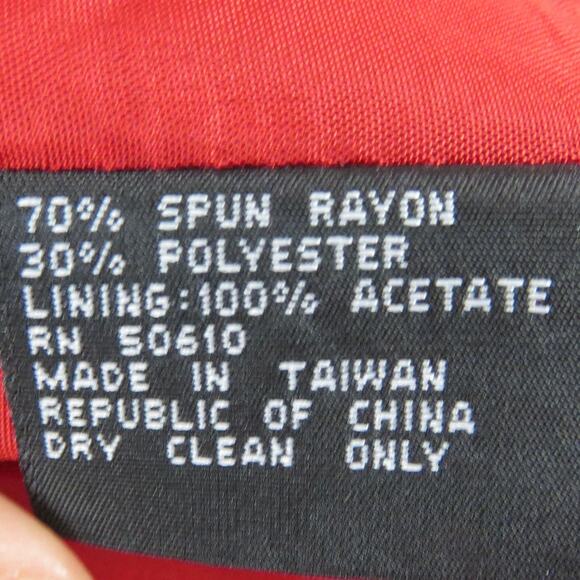 70% SPUN RAYON
30% POLYESTER
LINING:100% ACETATE
RN 50610
MADE IN TAIWAN
REPUBLIC OF CHINA
DRY CLEAN ONLY